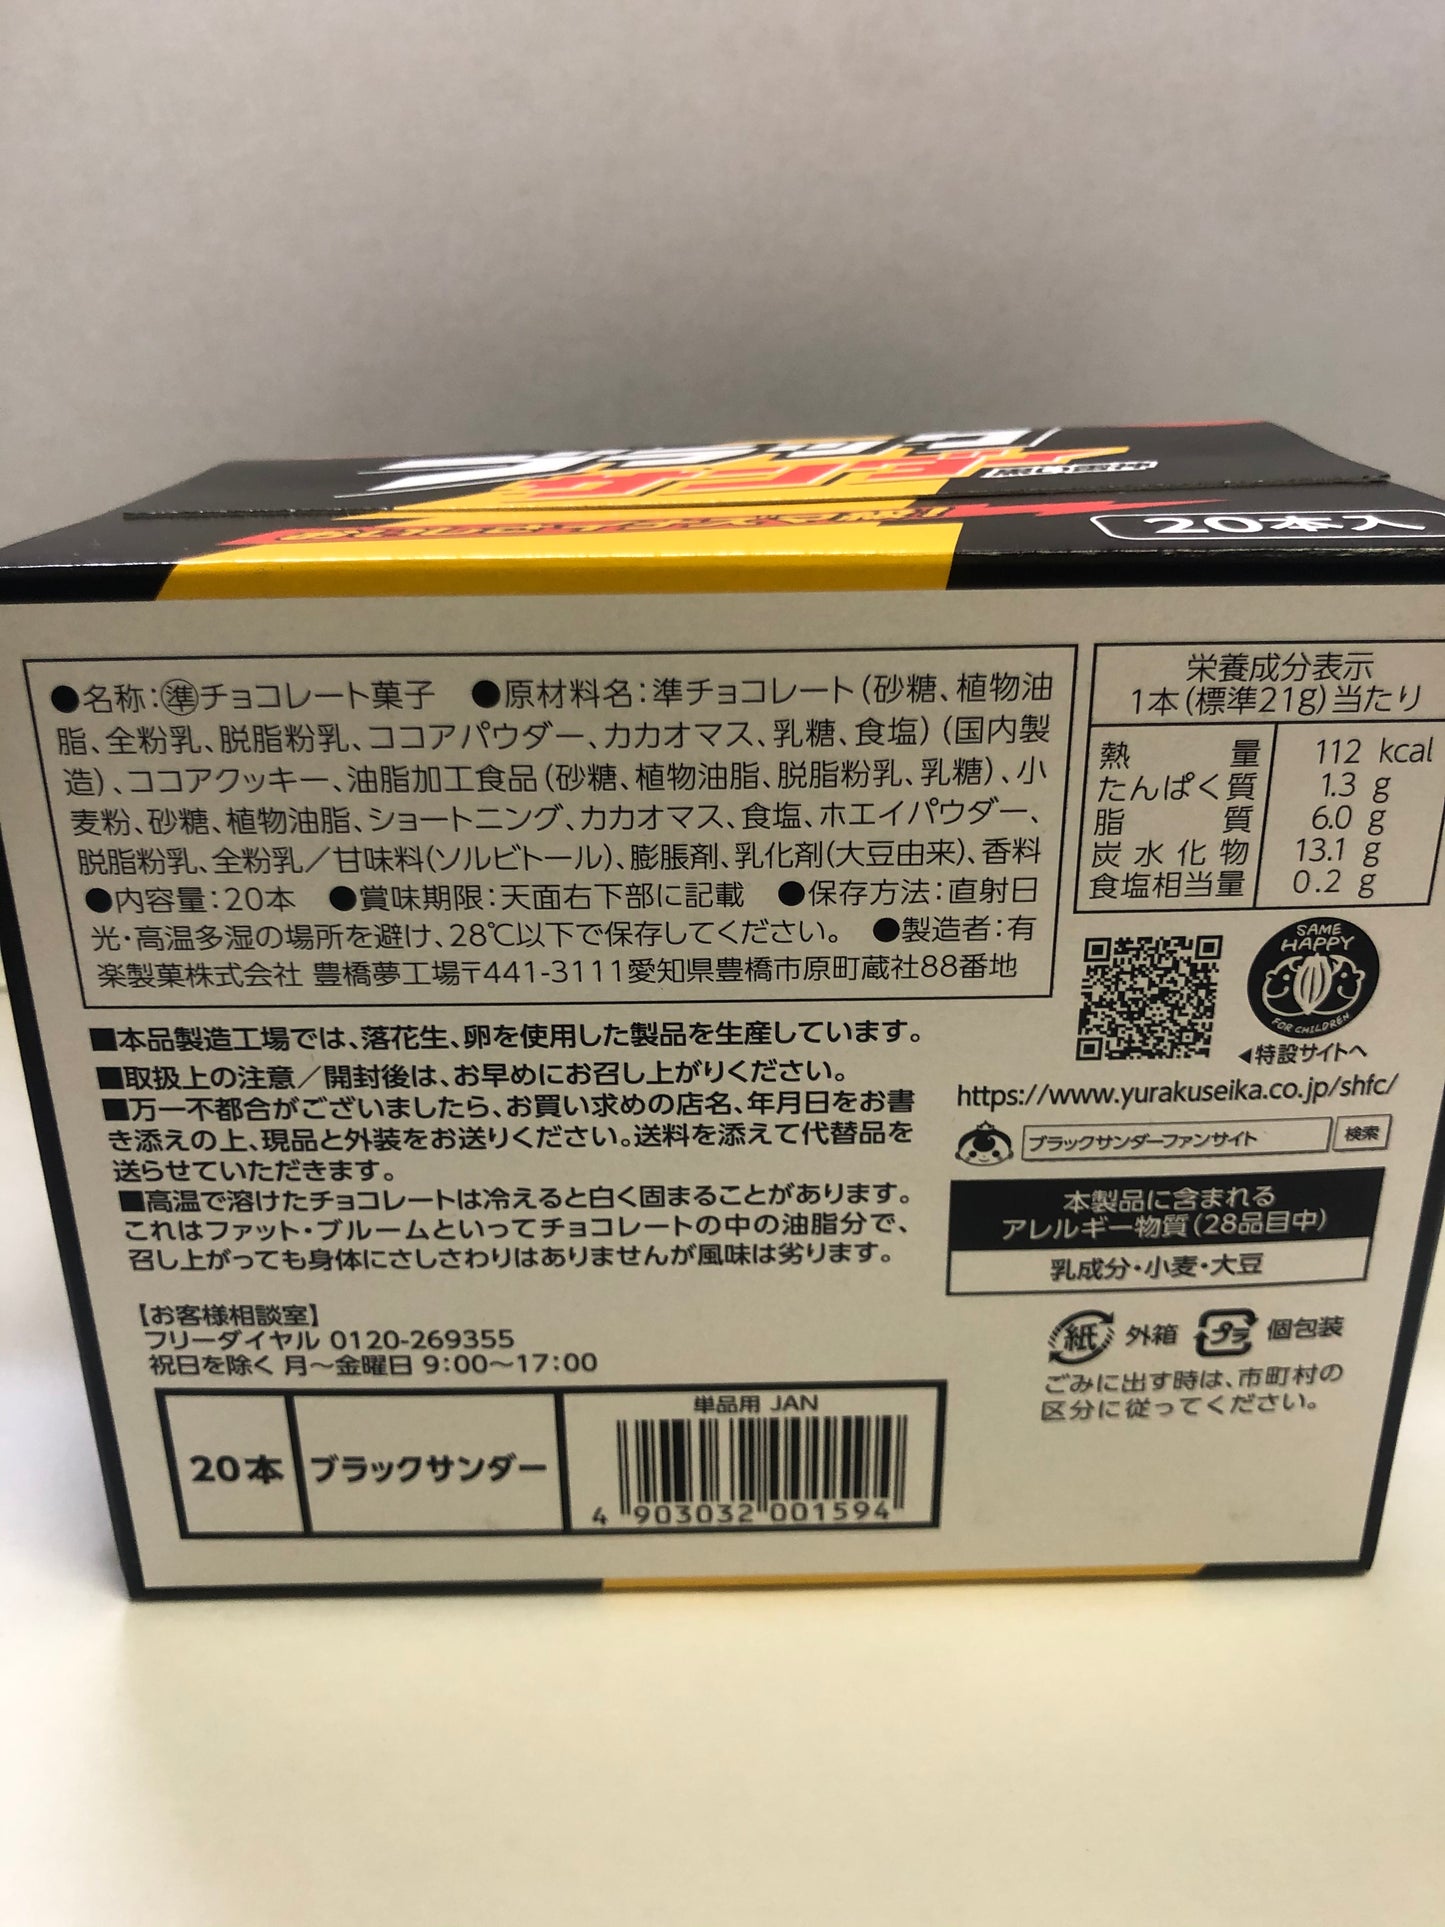 ブラック
サンダー
黒い雷神
20本入
●名称：㊜チョコレート菓子　●原材料名：準チョコレート（砂糖、植物油
脂、全粉乳、脱脂粉乳、ココアパウダー、カカオマス、乳糖、食塩）（国内製
造）、ココアクッキー、油脂加工食品（砂糖、植物油脂、脱脂粉乳、乳糖）、小
麦粉、砂糖、植物油脂、ショートニング、カカオマス、食塩、ホエイパウダー、
脱脂粉乳、全粉乳／甘味料（ソルビトール）、膨脹剤、乳化剤（大豆由来）、香料
●内容量：20本　●賞味期限：天面右下部に記載　●保存方法：直射日
光・高温多湿の場所を避け、28℃以下で保存してください。　●製造者：有
楽製菓株式会社 豊橋夢工場〒441-3111愛知県豊橋市原町蔵社88番地
栄養成分表示
1本（標準21g）当たり
熱量 112 kcal
たんぱく質 1.3 g
脂質 6.0 g
炭水化物 13.1 g
食塩相当量 0.2 g
SAME
HAPPY
FOR CHILDREN
◀特設サイトへ
https://www.yurakuseika.co.jp/shfc/
ブラックサンダーファンサイト 検索
■本品製造工場では、落花生、卵を使用した製品を生産しています。
■取扱上の注意／開封後は、お早めにお召し上がりください。
■万一不都合がございましたら、お買い求めの店名、年月日をお書
き添えの上、現品と外装をお送りください。送料を添えて代替品を
送らせていただきます。
■高温で溶けたチョコレートは冷えると白く固まることがあります。
これはファット・ブルームといってチョコレートの中の油脂分で、
召し上がっても身体にさしさわりはありませんが風味は劣ります。
本製品に含まれる
アレルギー物質（28品目中）
乳成分・小麦・大豆
【お客様相談室】
フリーダイヤル 0120-269355
祝日を除く 月～金曜日 9：00～17：00
紙 外箱 プラ 個包装
ごみに出す時は、市町村の
区分に従ってください。
20本 ブラックサンダー
単品用 JAN
4 903032 001594